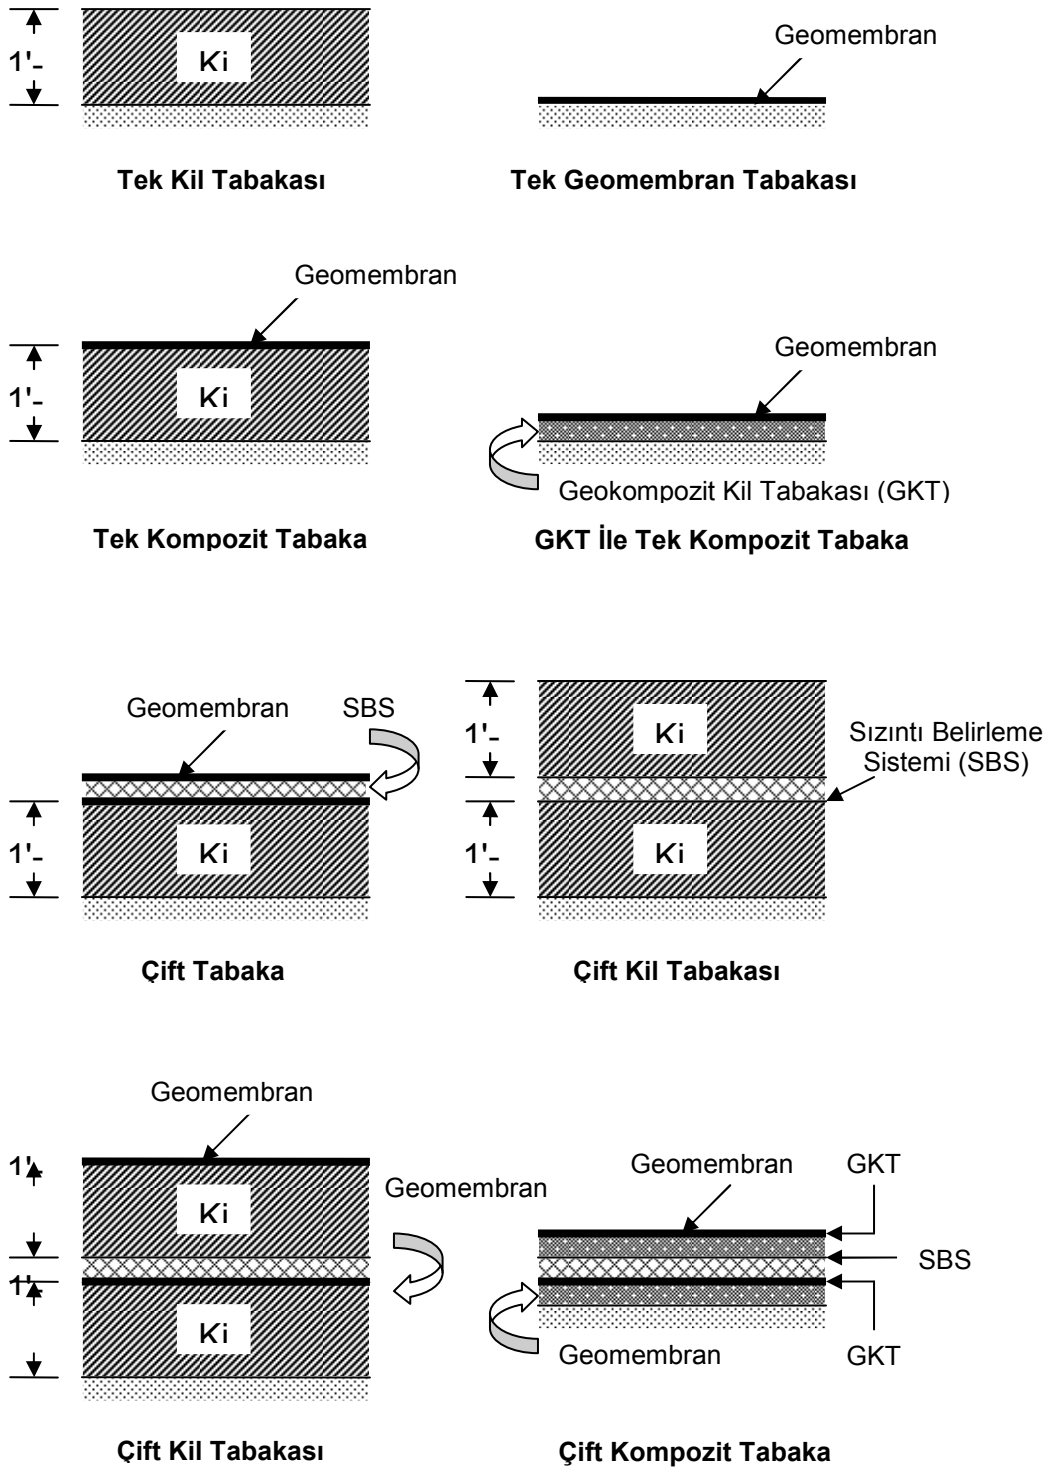 1'-
Ki
Geomembran
Tek Kil Tabakası
Tek Geomembran Tabakası
Geomembran
1'-
Ki
Geomembran
Geokompozit Kil Tabakası (GKT)
Tek Kompozit Tabaka
GKT İle Tek Kompozit Tabaka
Geomembran
SBS
1'-
Ki
1'-
Ki
Sızıntı Belirleme
Sistemi (SBS)
1'-
Ki
Çift Tabaka
Çift Kil Tabakası
Geomembran
1'-
Ki
Geomembran
1'-
Ki
Geomembran
GKT
SBS
Geomembran
GKT
Çift Kil Tabakası
Çift Kompozit Tabaka